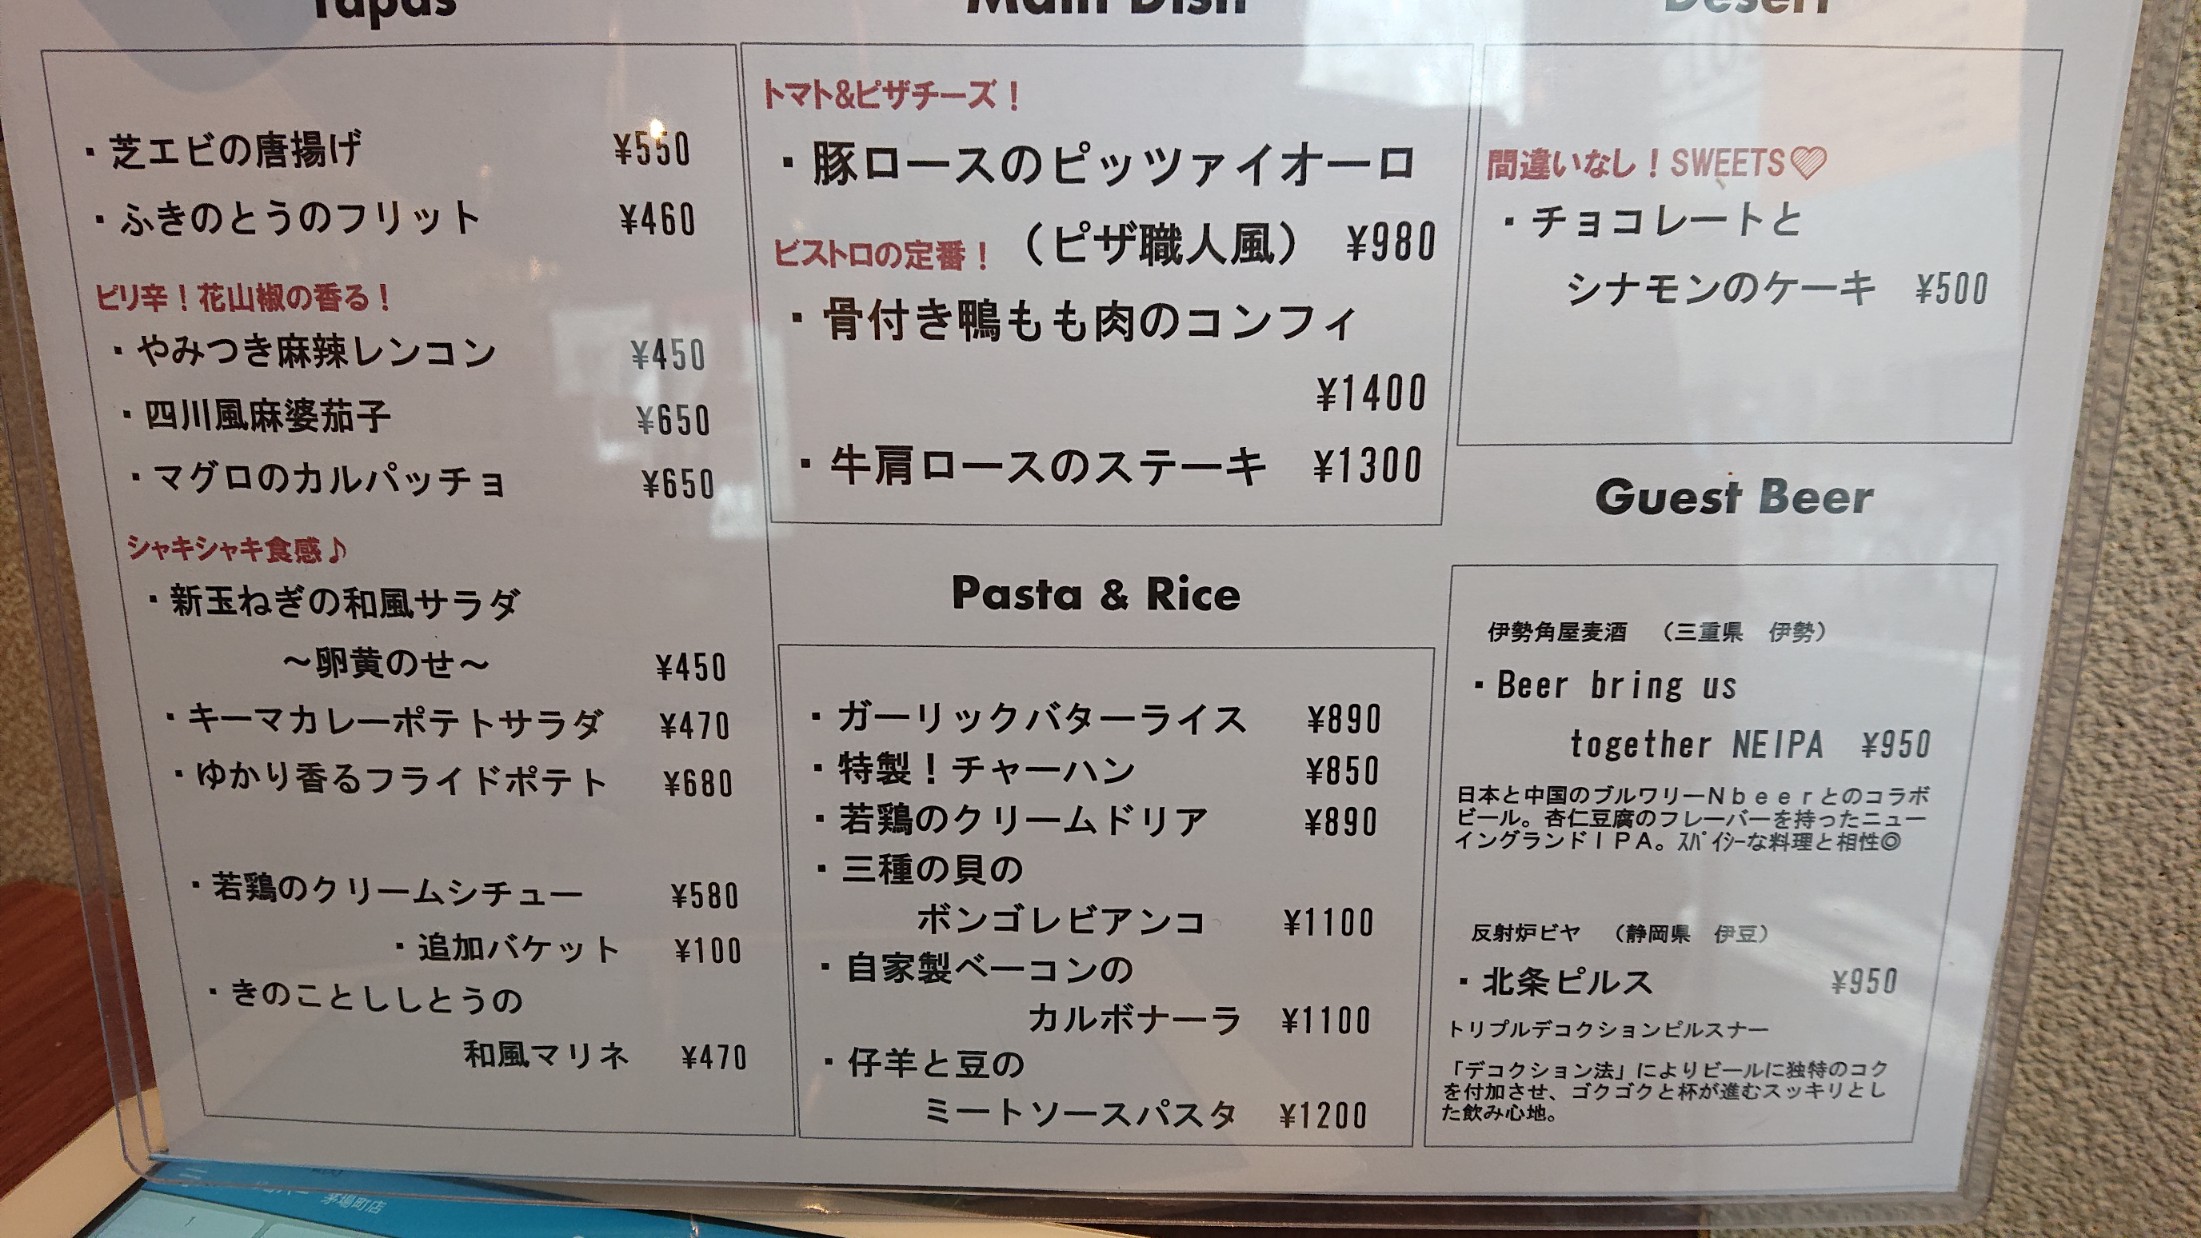 Tapas
・芝エビの唐揚げ ¥550
・ふきのとうのフリット ¥460
ピリ辛！花山椒の香る！
・やみつき麻辣レンコン ¥450
・四川風麻婆茄子 ¥650
・マグロのカルパッチョ ¥650
シャキシャキ食感♪
・新玉ねぎの和風サラダ
～卵黄のせ～ ¥450
・キーマカレーポテトサラダ ¥470
・ゆかり香るフライドポテト ¥680
・若鶏のクリームシチュー ¥580
・追加バケット ¥100
・きのことししとうの
和風マリネ ¥470
Main Dish
トマト&ピザチーズ！
・豚ロースのピッツァイオーロ
（ピザ職人風） ¥980
ビストロの定番！
・骨付き鴨もも肉のコンフィ
¥1400
・牛肩ロースのステーキ ¥1300
Pasta & Rice
・ガーリックバターライス ¥890
・特製！チャーハン ¥850
・若鶏のクリームドリア ¥890
・三種の貝の
ボンゴレビアンコ ¥1100
・自家製ベーコンの
カルボナーラ ¥1100
・仔羊と豆の
ミートソースパスタ ¥1200
Desert
間違いなし！SWEETS♡
・チョコレートと
シナモンのケーキ ¥500
Guest Beer
伊勢角屋麦酒 （三重県 伊勢）
・Beer bring us
together NEIPA ¥950
日本と中国のブルワリーＮｂｅｅｒとのコラボ
ビール。杏仁豆腐のフレーバーを持ったニュー
イングランドＩＰＡ。ｽﾊﾟｲｼｰな料理と相性◎
反射炉ビヤ （静岡県 伊豆）
・北条ピルス ¥950
トリプルデコクションピルスナー
「デコクション法」によりビールに独特のコク
を付加させ、ゴクゴクと杯が進むスッキリとし
た飲み心地。
茅場町店